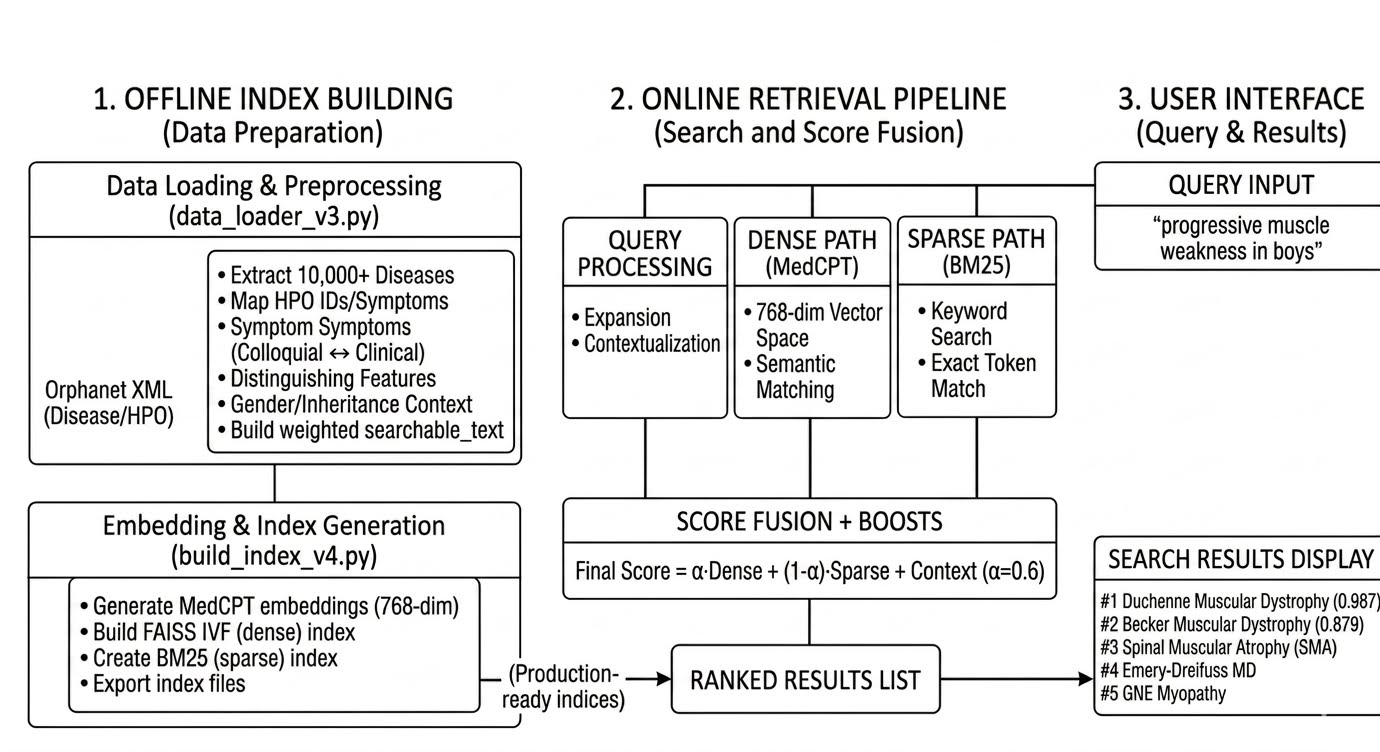 1. OFFLINE INDEX BUILDING
(Data Preparation)
Data Loading & Preprocessing
(data_loader_v3.py)
Orphanet XML
(Disease/HPO)
• Extract 10,000+ Diseases
• Map HPO IDs/Symptoms
• Symptom Symptoms
(Colloquial ↔ Clinical)
• Distinguishing Features
• Gender/Inheritance Context
• Build weighted searchable_text
Embedding & Index Generation
(build_index_v4.py)
• Generate MedCPT embeddings (768-dim)
• Build FAISS IVF (dense) index
• Create BM25 (sparse) index
• Export index files
(Production-
ready indices)
2. ONLINE RETRIEVAL PIPELINE
(Search and Score Fusion)
QUERY
PROCESSING
• Expansion
• Contextualization
DENSE PATH
(MedCPT)
• 768-dim Vector
Space
• Semantic
Matching
SPARSE PATH
(BM25)
• Keyword
Search
• Exact Token
Match
SCORE FUSION + BOOSTS
Final Score = α·Dense + (1-α)·Sparse + Context (α=0.6)
RANKED RESULTS LIST
3. USER INTERFACE
(Query & Results)
QUERY INPUT
“progressive muscle
weakness in boys”
SEARCH RESULTS DISPLAY
#1 Duchenne Muscular Dystrophy (0.987)
#2 Becker Muscular Dystrophy (0.879)
#3 Spinal Muscular Atrophy (SMA)
#4 Emery-Dreifuss MD
#5 GNE Myopathy